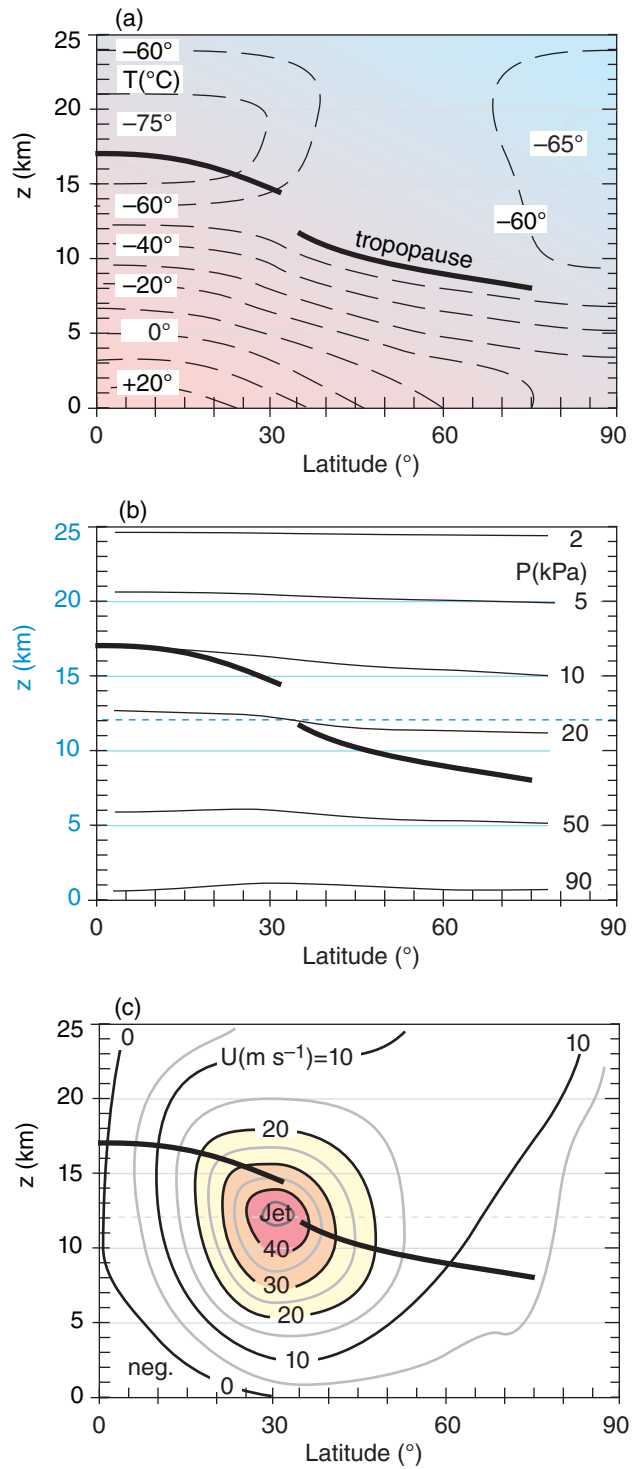 (a)
25
–60°
T(°C)
20
–75°
–65°
z (km)
15
–60°
–60°
tropopause
–40°
10
–20°
5
0°
+20°
0
0 30 60 90
Latitude (°)
(b)
25
2
P(kPa)
20
5
z (km)
15
10
20
10
5
50
90
0
0 30 60 90
Latitude (°)
(c)
25
0
U(m s⁻¹)=10
10
20
20
z (km)
15
Jet
10
40
30
20
5
10
neg.
0
0
0 30 60 90
Latitude (°)